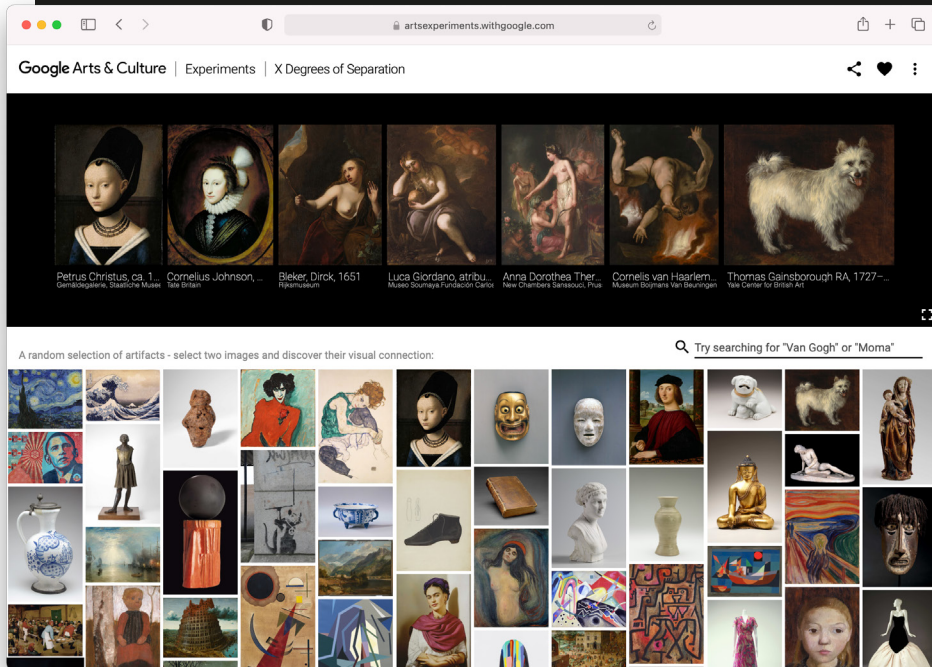 artsexperiments.withgoogle.com
Google Arts & Culture | Experiments | X Degrees of Separation
Petrus Christus, ca. 1...
Gemäldegalerie, Staatliche Musee
Cornelius Johnson, ...
Tate Britain
Bleker, Dirck, 1651
Rijksmuseum
Luca Giordano, atribu...
Museo Soumaya.Fundación Carlos
Anna Dorothea Ther...
New Chambers Sanssouci, Prus
Cornelis van Haarlem...
Museum Boijmans Van Beuningen
Thomas Gainsborough RA, 1727–...
Yale Center for British Art
A random selection of artifacts - select two images and discover their visual connection:
Try searching for "Van Gogh" or "Moma"